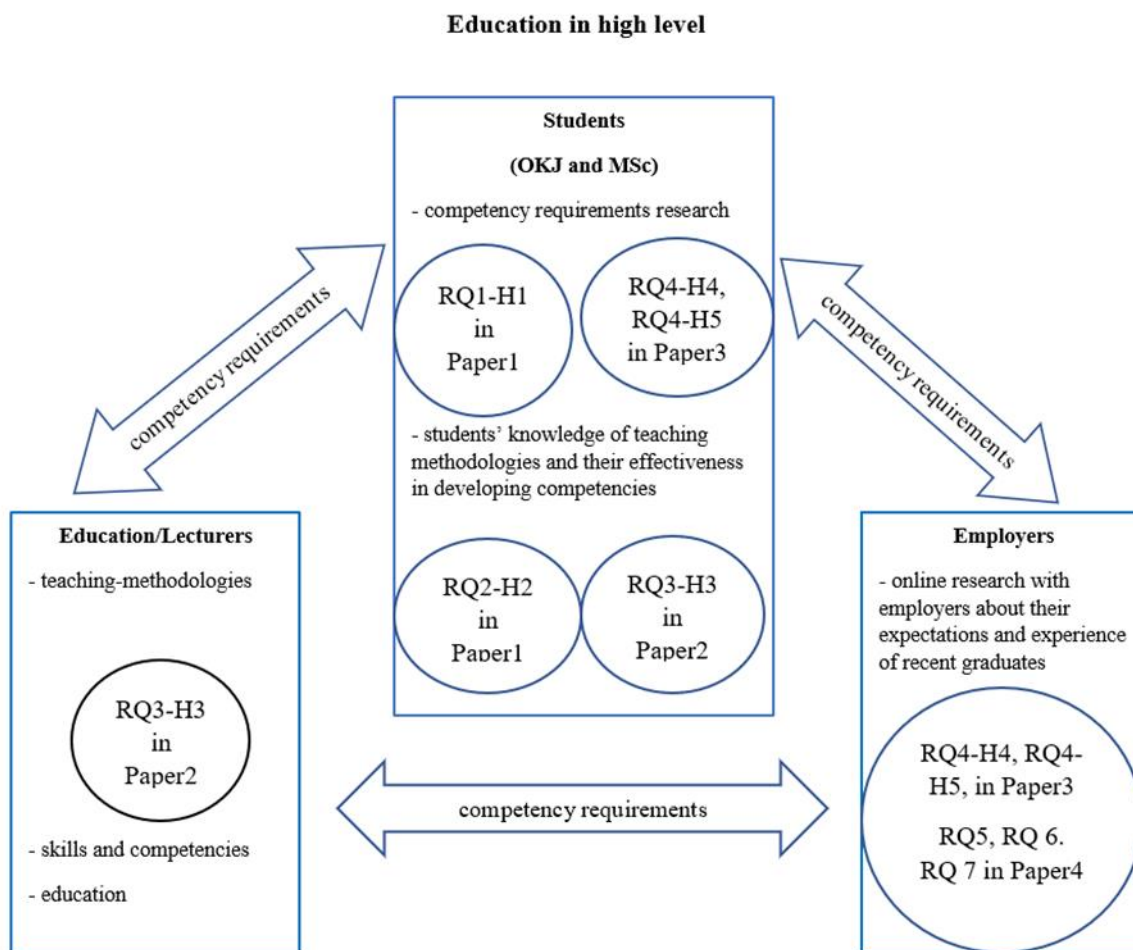 Education in high level
Students
(OKJ and MSc)
- competency requirements research
RQ1-H1
in
Paper1
RQ4-H4,
RQ4-H5
in Paper3
- students’ knowledge of teaching
methodologies and their effectiveness
in developing competencies
RQ2-H2
in
Paper1
RQ3-H3
in
Paper2
competency requirements
competency requirements
Education/Lecturers
- teaching-methodologies
RQ3-H3
in
Paper2
- skills and competencies
- education
competency requirements
Employers
- online research with
employers about their
expectations and experience
of recent graduates
RQ4-H4, RQ4-
H5, in Paper3
RQ5, RQ 6.
RQ 7 in Paper4